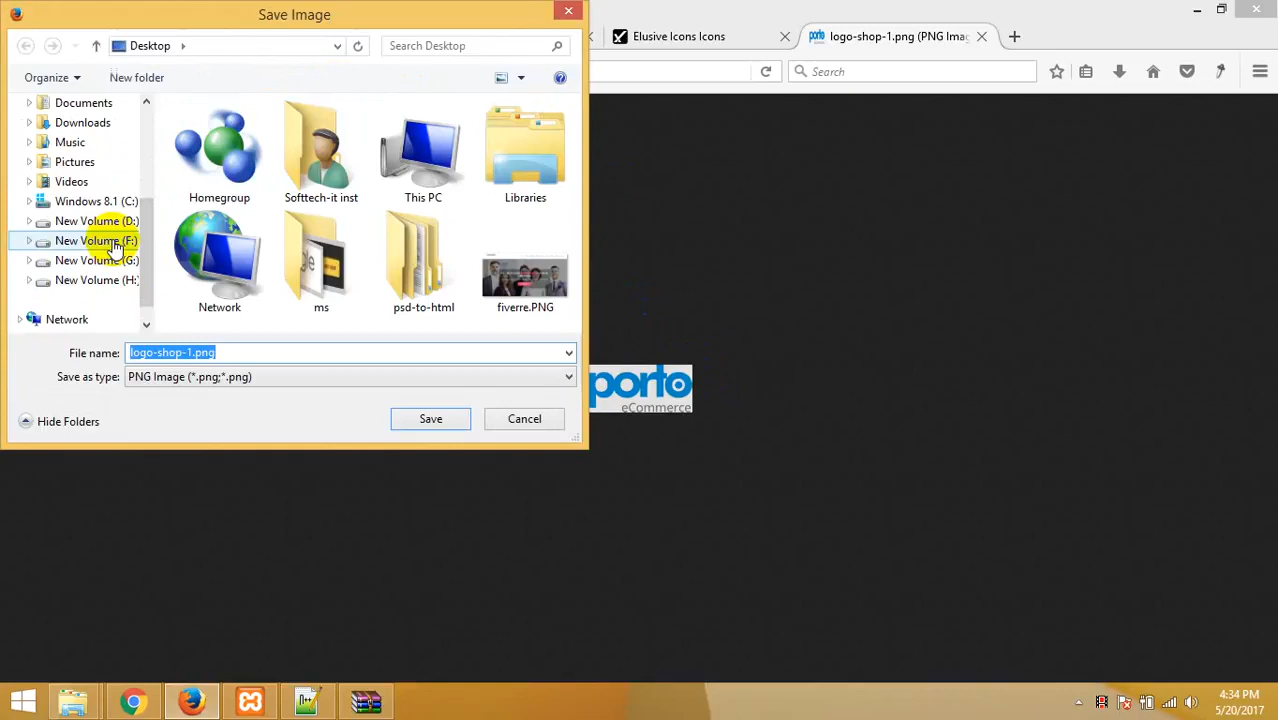 Save Image
Elusive Icons Icons
logo-shop-1.png (PNG Imag
Desktop
Search Desktop
Search
Organize
New folder
Documents
Downloads
Music
Pictures
Videos
Windows 8.1 (C:)
New Volume (D:)
New Volume (F:)
New Volume (G:)
New Volume (H:)
Network
Homegroup
Softtech-it inst
This PC
Libraries
Network
ms
psd-to-html
fiverre.PNG
File name:
logo-shop-1.png
Save as type:
PNG Image (*.png;*.png)
Hide Folders
Save
Cancel
porto
eCommerce
4:34 PM
5/20/2017